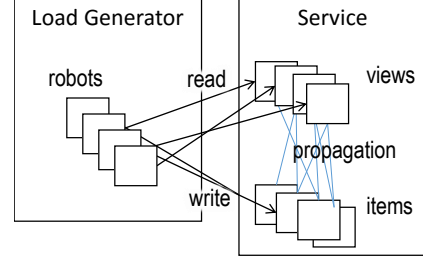 Load Generator
Service
robots
read
views
propagation
write
items